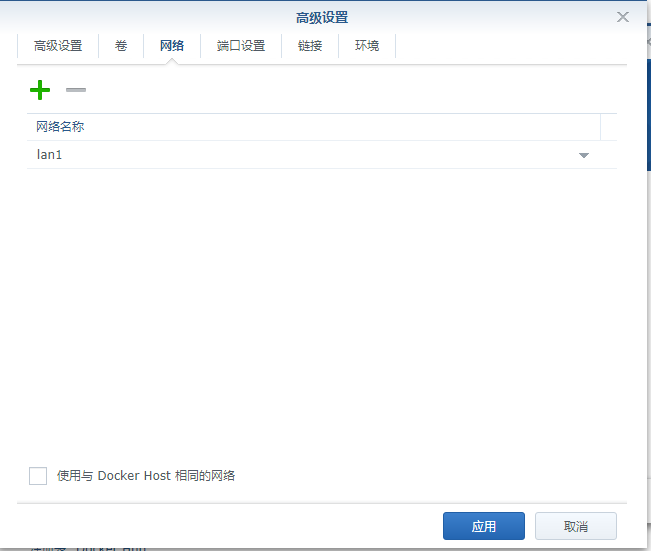 高级设置
高级设置 卷 网络 端口设置 链接 环境
网络名称
lan1
使用与 Docker Host 相同的网络
应用 取消